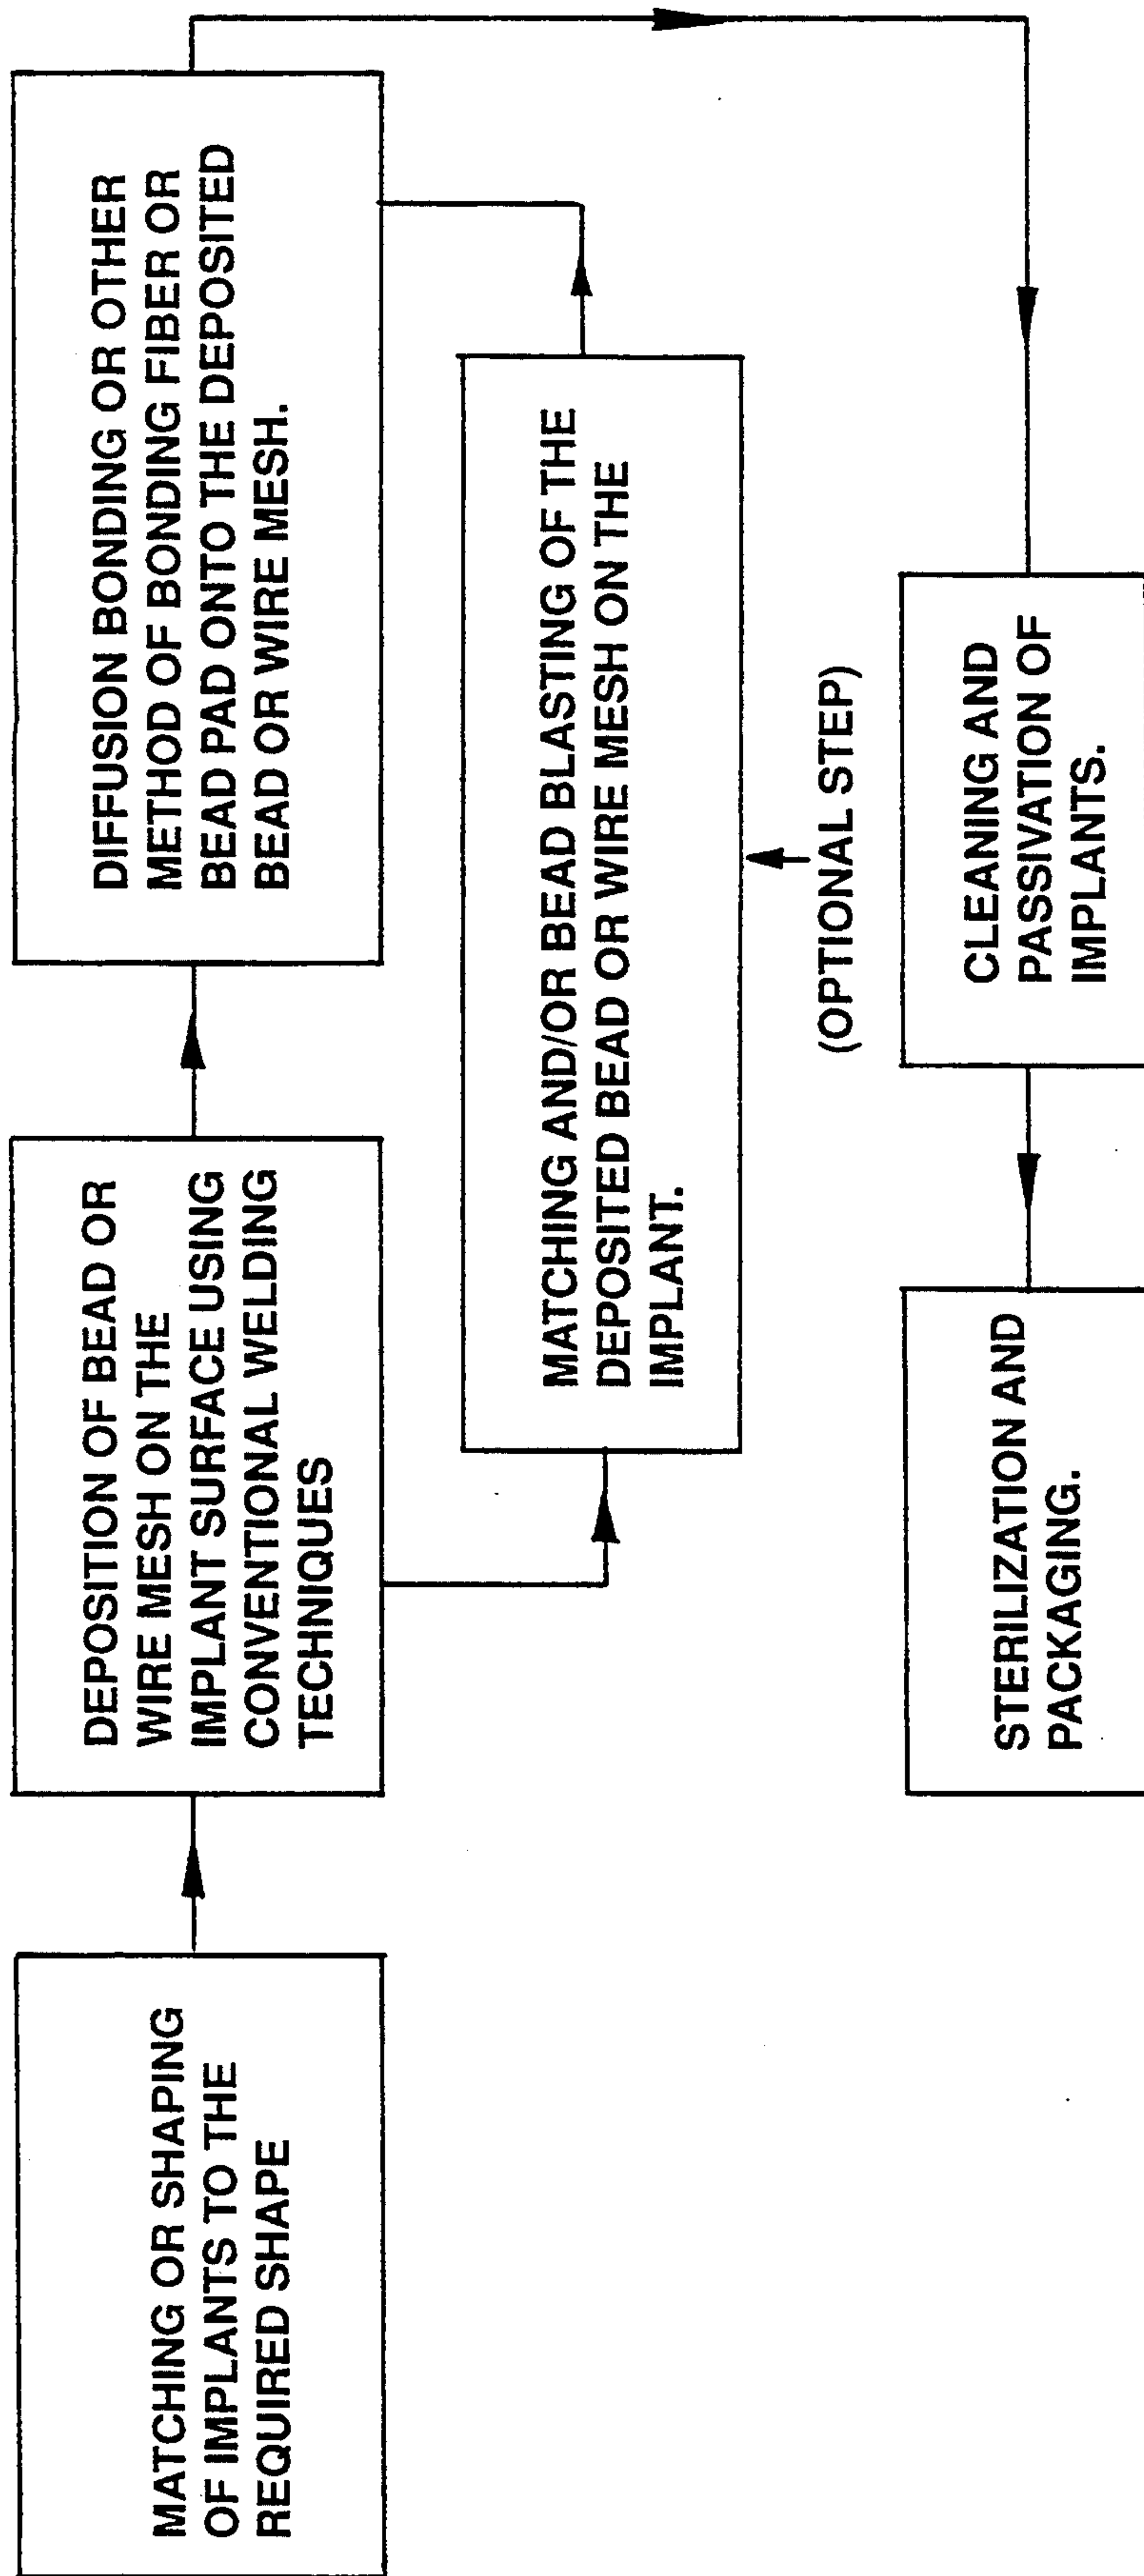 MATCHING OR SHAPING
OF IMPLANTS TO THE
REQUIRED SHAPE
DEPOSITION OF BEAD OR
WIRE MESH ON THE
IMPLANT SURFACE USING
CONVENTIONAL WELDING
TECHNIQUES
DIFFUSION BONDING OR OTHER
METHOD OF BONDING FIBER OR
BEAD PAD ONTO THE DEPOSITED
BEAD OR WIRE MESH.
MATCHING AND/OR BEAD BLASTING OF THE
DEPOSITED BEAD OR WIRE MESH ON THE
IMPLANT.
(OPTIONAL STEP)
CLEANING AND
PASSIVATION OF
IMPLANTS.
STERILIZATION AND
PACKAGING.